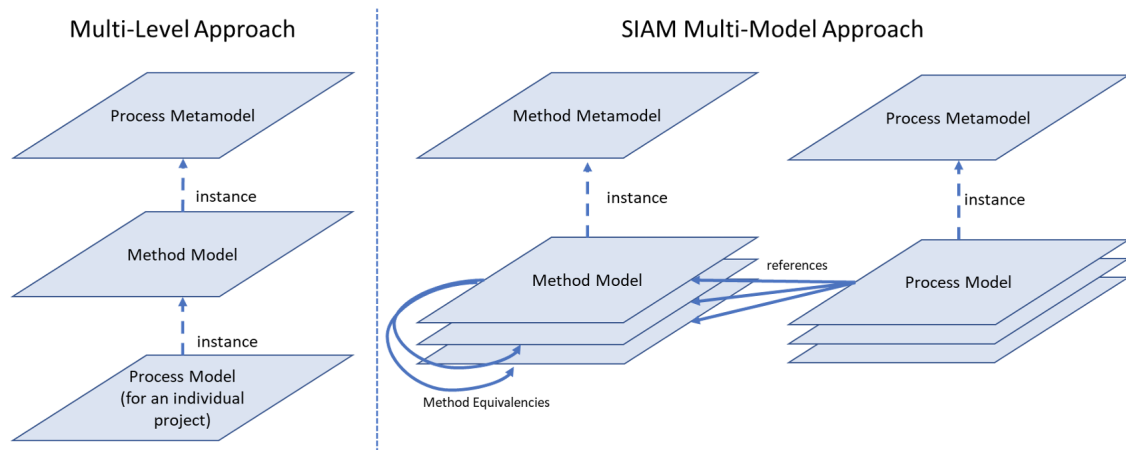 Multi-Level Approach
Process Metamodel
instance
Method Model
instance
Process Model
(for an individual
project)
SIAM Multi-Model Approach
Method Metamodel
Process Metamodel
instance
instance
Method Model
references
Process Model
Method Equivalencies